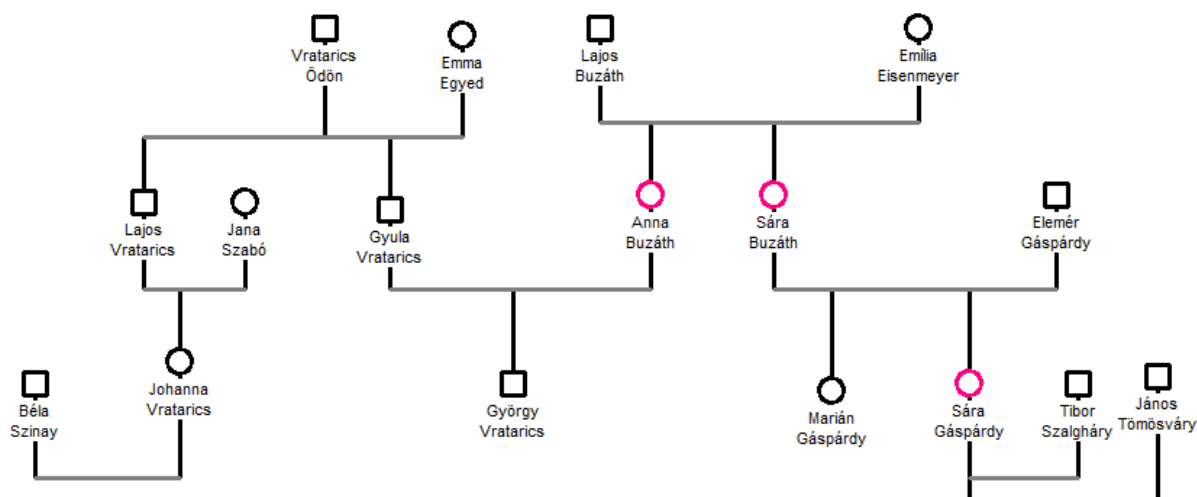 Vratarics
Ődön
Emma
Egyed
Lajos
Buzáth
Emília
Eisenmeyer
Lajos
Vratarics
Jana
Szabó
Gyula
Vratarics
Anna
Buzáth
Sára
Buzáth
Elemér
Gáspárdy
Béla
Szinay
Johanna
Vratarics
György
Vratarics
Marián
Gáspárdy
Sára
Gáspárdy
Tibor
Szalgháry
János
Tömösváry